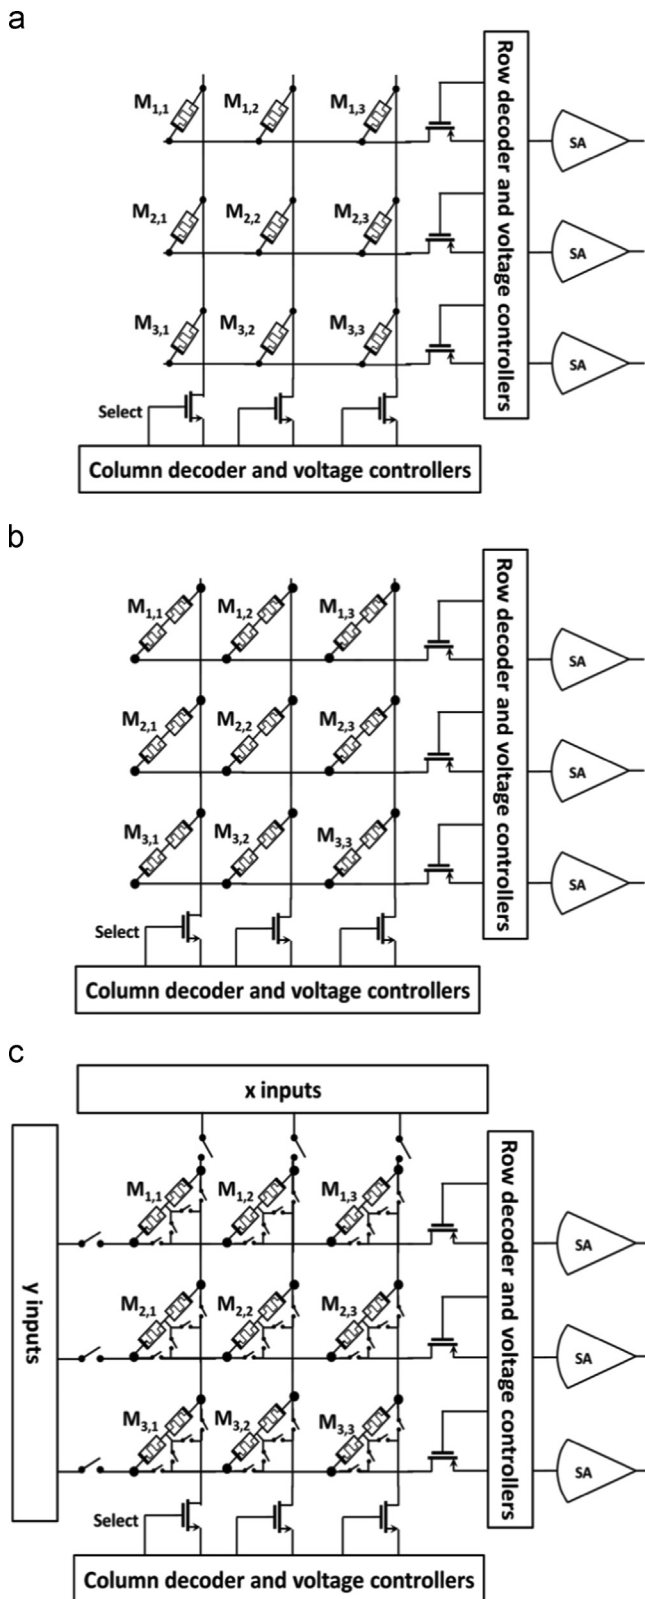 a
M1,1 M1,2 M1,3
SA
M2,1 M2,2 M2,3
SA
M3,1 M3,2 M3,3
SA
Row decoder and voltage controllers
Select
Column decoder and voltage controllers
b
M1,1 M1,2 M1,3
SA
M2,1 M2,2 M2,3
SA
M3,1 M3,2 M3,3
SA
Row decoder and voltage controllers
Select
Column decoder and voltage controllers
c
x inputs
y inputs
M1,1 M1,2 M1,3
SA
M2,1 M2,2 M2,3
SA
M3,1 M3,2 M3,3
SA
Row decoder and voltage controllers
Select
Column decoder and voltage controllers